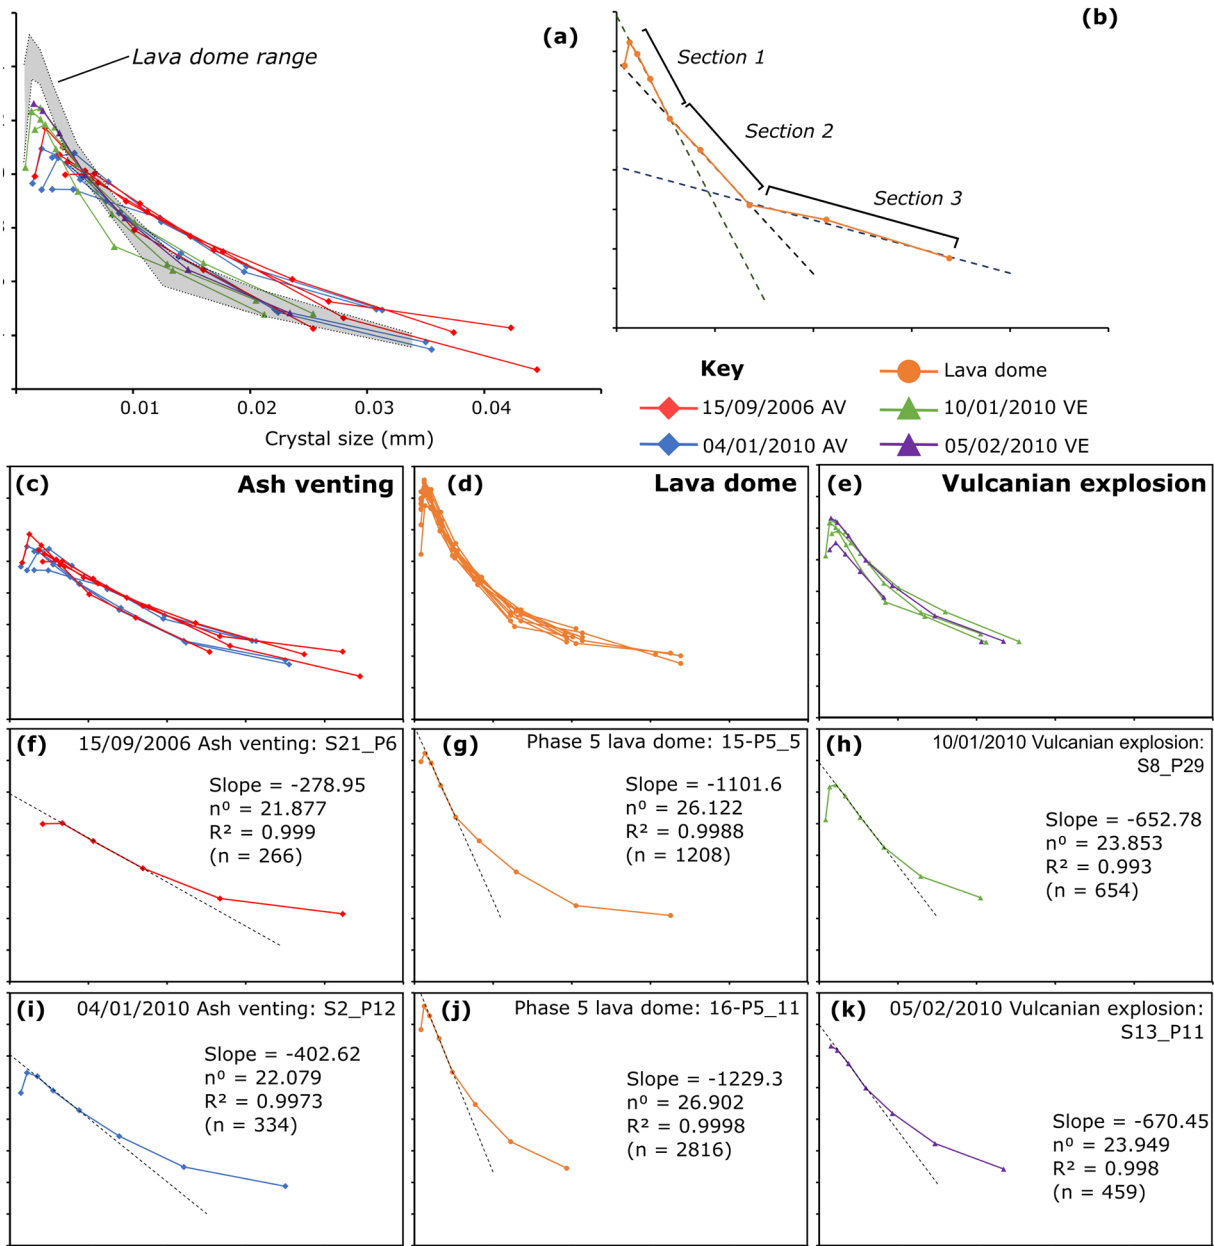 (a)
Lava dome range
0.01
0.02
0.03
0.04
Crystal size (mm)
(b)
Section 1
Section 2
Section 3
Key
Lava dome
15/09/2006 AV
10/01/2010 VE
04/01/2010 AV
05/02/2010 VE
(c)
Ash venting
(d)
Lava dome
(e)
Vulcanian explosion
(f)
15/09/2006 Ash venting: S21_P6
Slope = -278.95
n⁰ = 21.877
R² = 0.999
(n = 266)
(g)
Phase 5 lava dome: 15-P5_5
Slope = -1101.6
n⁰ = 26.122
R² = 0.9988
(n = 1208)
(h)
10/01/2010 Vulcanian explosion:
S8_P29
Slope = -652.78
n⁰ = 23.853
R² = 0.993
(n = 654)
(i)
04/01/2010 Ash venting: S2_P12
Slope = -402.62
n⁰ = 22.079
R² = 0.9973
(n = 334)
(j)
Phase 5 lava dome: 16-P5_11
Slope = -1229.3
n⁰ = 26.902
R² = 0.9998
(n = 2816)
(k)
05/02/2010 Vulcanian explosion:
S13_P11
Slope = -670.45
n⁰ = 23.949
R² = 0.998
(n = 459)